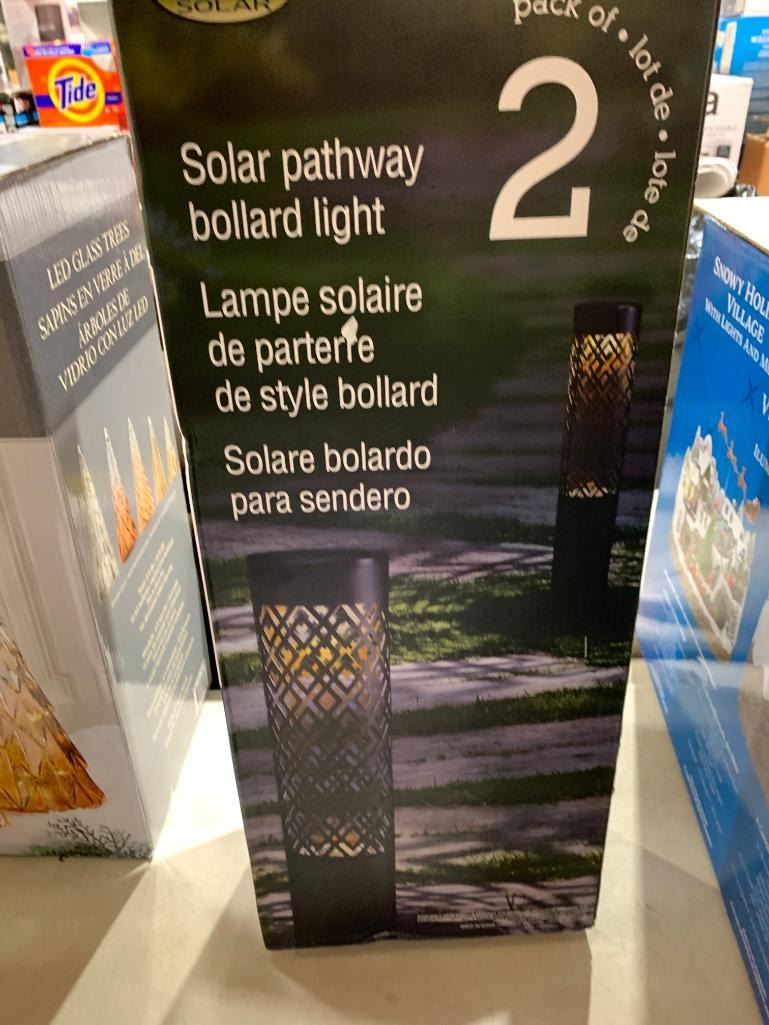 SOLAR
pack of • lot de • lote de
2
Solar pathway
bollard light
Lampe solaire
de parterre
de style bollard
Solare bolardo
para sendero
Tide
LED GLASS TREES
SAPINS EN VERRE À DEL
ÁRBOLES DE
VIDRIO CON LUZ LED
SNOWY HOLI
VILLAGE
WITH LIGHTS AND M
V
a